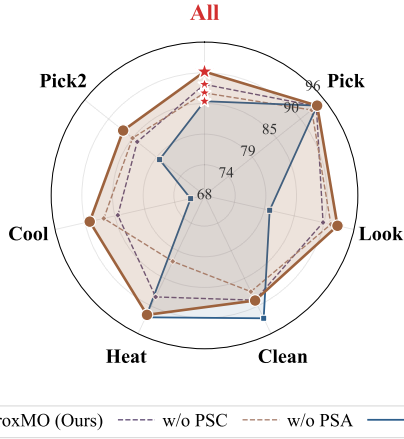 All
Pick2
Pick
96
90
85
79
74
68
Cool
Look
Heat
Clean
roxMO (Ours) w/o PSC w/o PSA